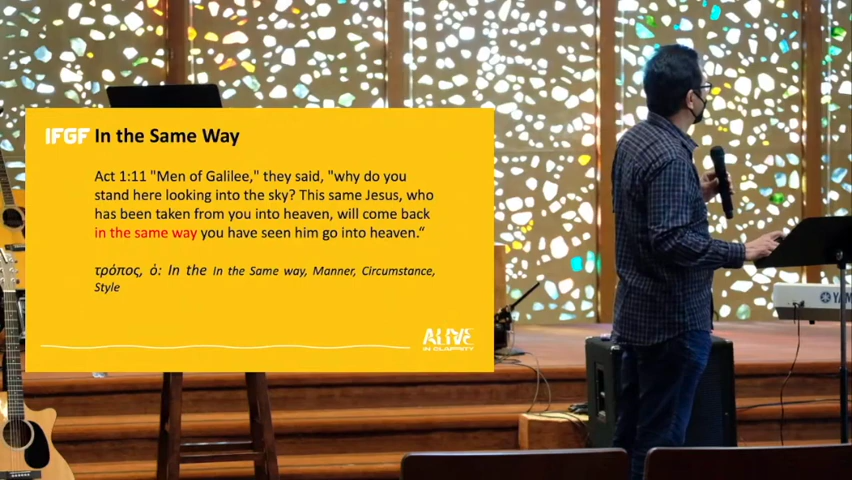 IFGF In the Same Way
Act 1:11 "Men of Galilee," they said, "why do you
stand here looking into the sky? This same Jesus, who
has been taken from you into heaven, will come back
in the same way you have seen him go into heaven.“
τρόπος, ὁ: In the In the Same way, Manner, Circumstance,
Style
ALIVE
YAM